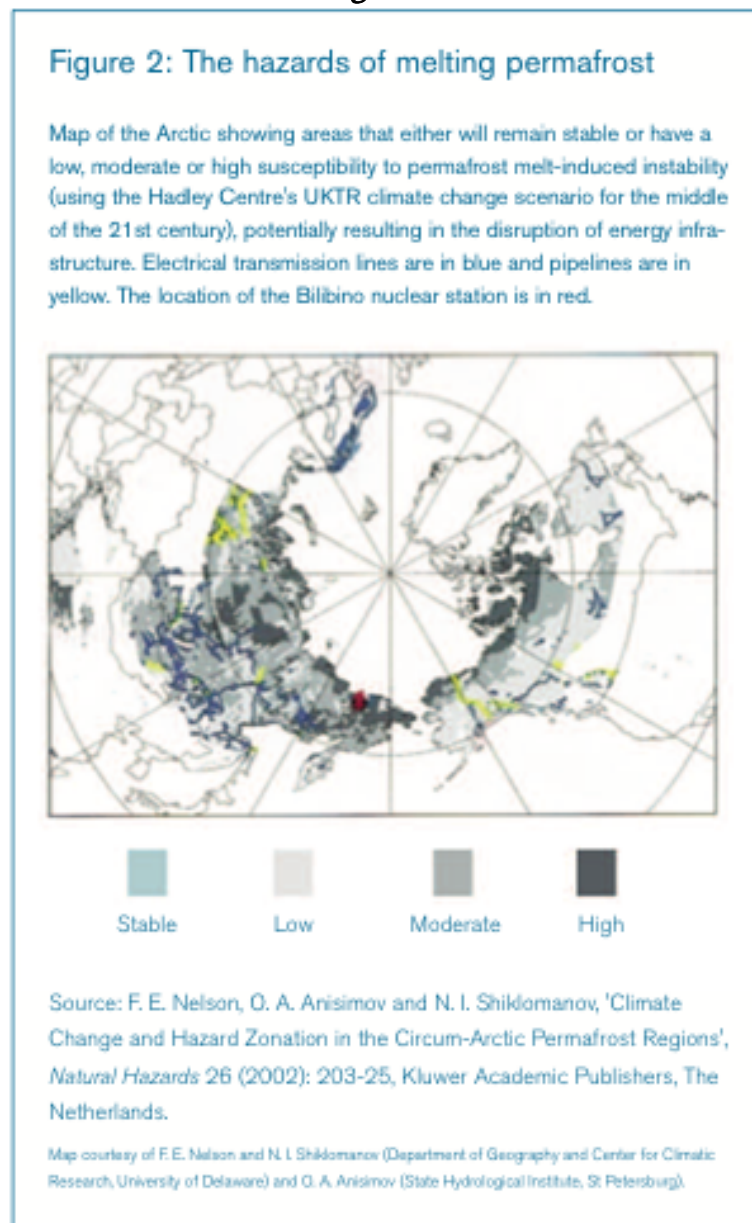 Figure 2: The hazards of melting permafrost
Map of the Arctic showing areas that either will remain stable or have a
low, moderate or high susceptibility to permafrost melt-induced instability
(using the Hadley Centre's UKTR climate change scenario for the middle
of the 21st century), potentially resulting in the disruption of energy infra-
structure. Electrical transmission lines are in blue and pipelines are in
yellow. The location of the Bilibino nuclear station is in red.
Stable Low Moderate High
Source: F. E. Nelson, O. A. Anisimov and N. I. Shiklomanov, 'Climate
Change and Hazard Zonation in the Circum-Arctic Permafrost Regions',
Natural Hazards 26 (2002): 203-25, Kluwer Academic Publishers, The
Netherlands.
Map courtesy of F. E. Nelson and N. I. Shiklomanov (Department of Geography and Center for Climatic
Research, University of Delaware) and O. A. Anisimov (State Hydrological Institute, St Petersburg).